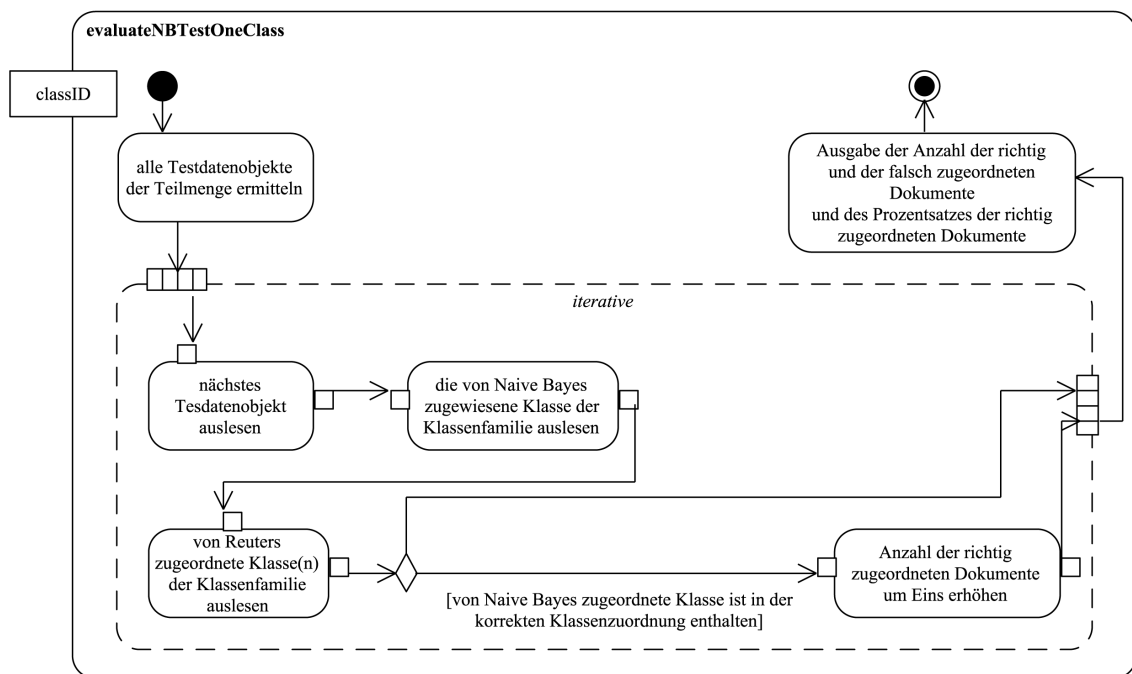 evaluateNBTestOneClass
classID
alle Testdatenobjekte
der Teilmenge ermitteln
Ausgabe der Anzahl der richtig
und der falsch zugeordneten
Dokumente
und des Prozentsatzes der richtig
zugeordneten Dokumente
iterative
nächstes
Tesdatenobjekt
auslesen
die von Naive Bayes
zugewiesene Klasse der
Klassenfamilie auslesen
von Reuters
zugeordnete Klasse(n)
der Klassenfamilie
auslesen
[von Naive Bayes zugeordnete Klasse ist in der
korrekten Klassenzuordnung enthalten]
Anzahl der richtig
zugeordneten Dokumente
um Eins erhöhen